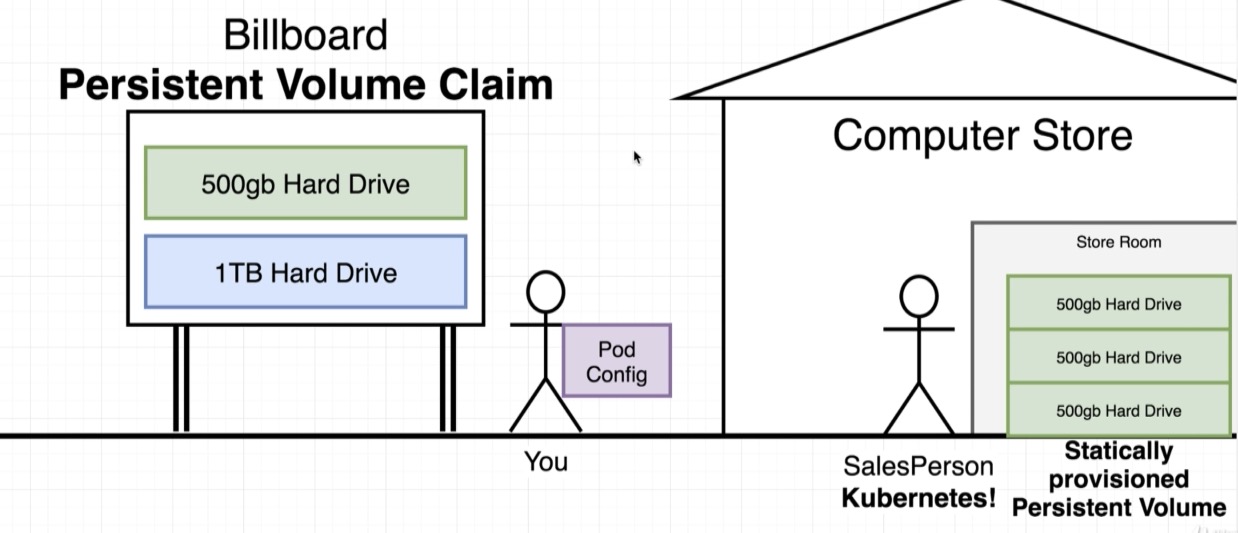 Billboard
Persistent Volume Claim
500gb Hard Drive
1TB Hard Drive
Pod
Config
You
Computer Store
Store Room
500gb Hard Drive
500gb Hard Drive
500gb Hard Drive
SalesPerson
Kubernetes!
Statically
provisioned
Persistent Volume